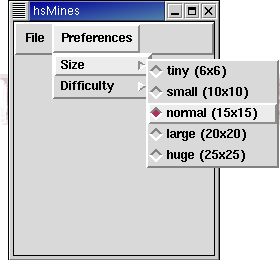 hsMines
File Preferences
Size
Difficulty
tiny (6x6)
small (10x10)
normal (15x15)
large (20x20)
huge (25x25)